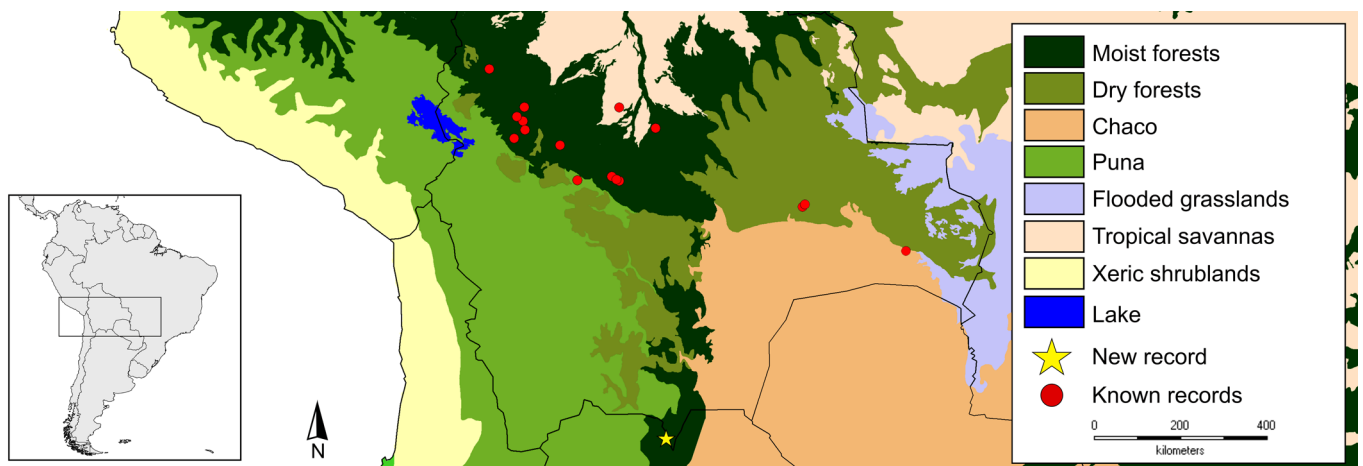 Moist forests
Dry forests
Chaco
Puna
Flooded grasslands
Tropical savannas
Xeric shrublands
Lake
New record
Known records
0 200 400
kilometers
N